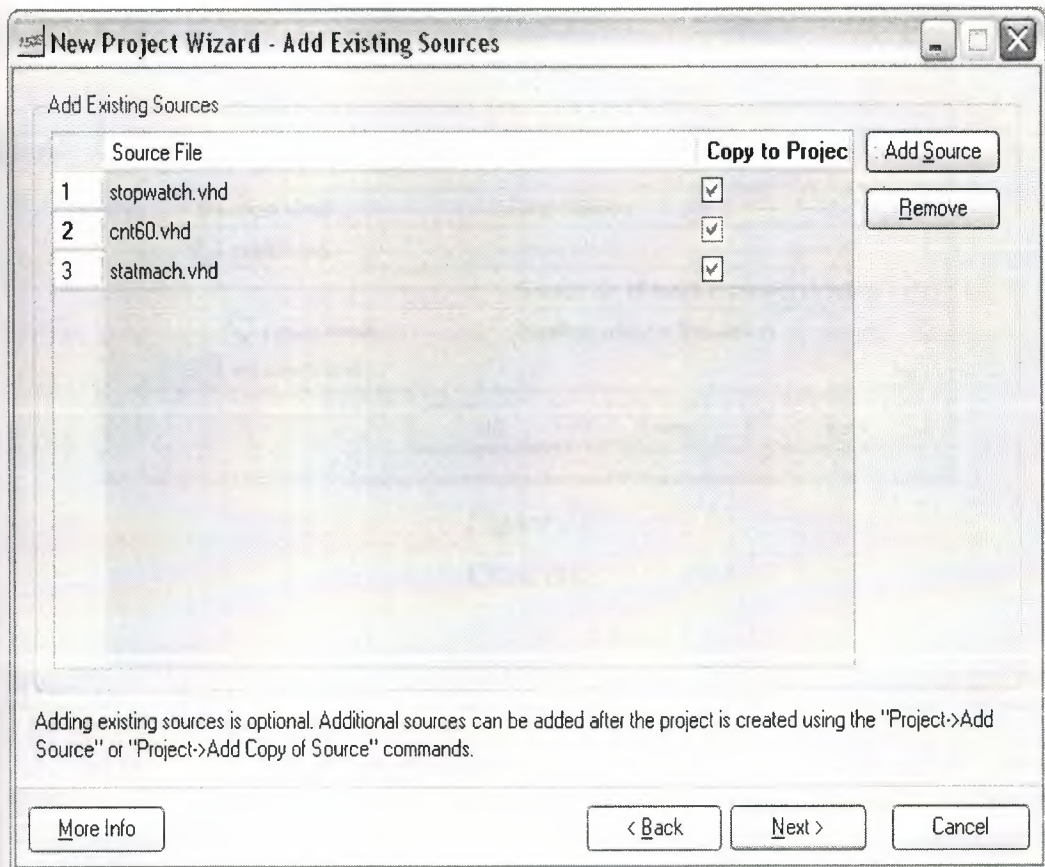 New Project Wizard - Add Existing Sources
Add Existing Sources
Source File Copy to Projec
Add Source
1 stopwatch.vhd
Remove
2 cnt60.vhd
3 statmach.vhd
Adding existing sources is optional. Additional sources can be added after the project is created using the "Project->Add
Source" or "Project->Add Copy of Source" commands.
More Info < Back Next > Cancel